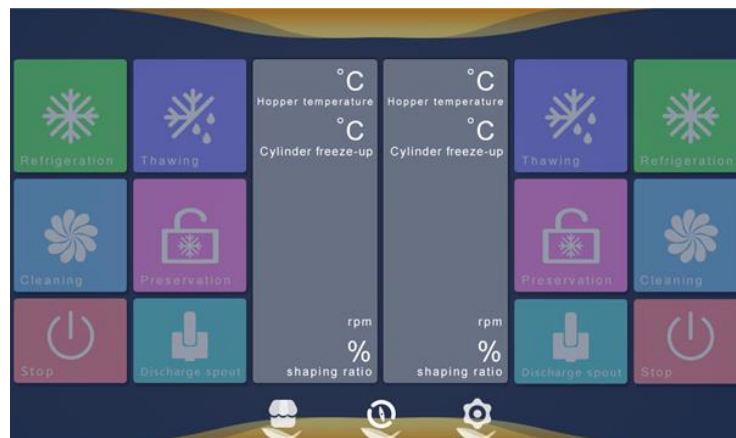 °C
Hopper temperature
°C
Cylinder freeze-up
rpm
%
shaping ratio
°C
Hopper temperature
°C
Cylinder freeze-up
rpm
%
shaping ratio
Refrigeration
Thawing
Thawing
Refrigeration
Cleaning
Preservation
Preservation
Cleaning
Stop
Discharge spout
Discharge spout
Stop